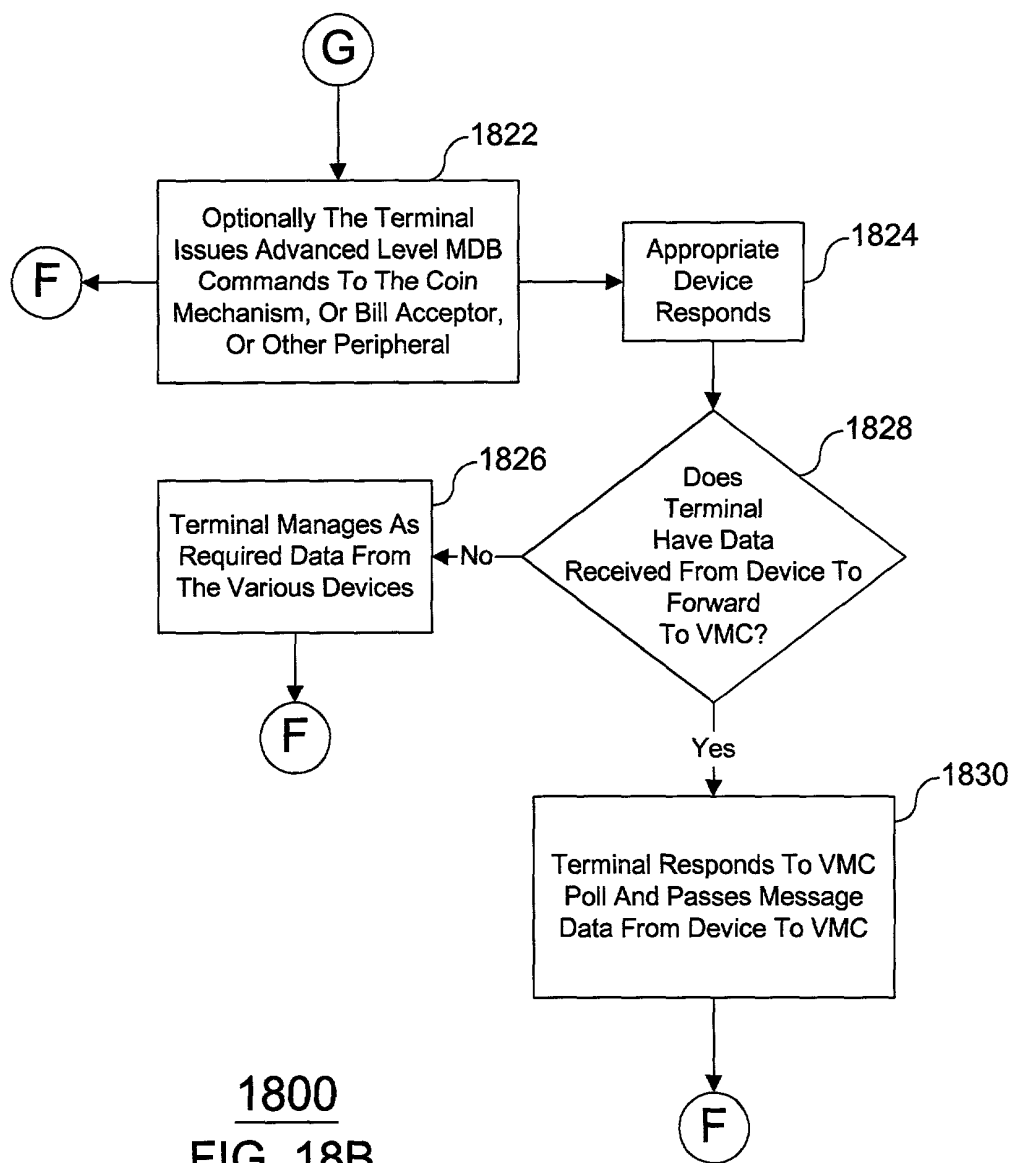 G
1822
Optionally The Terminal
Issues Advanced Level MDB
Commands To The Coin
Mechanism, Or Bill Acceptor,
Or Other Peripheral
F
1824
Appropriate
Device
Responds
1828
Does
Terminal
Have Data
Received From Device To
Forward
To VMC?
No
1826
Terminal Manages As
Required Data From
The Various Devices
F
Yes
1830
Terminal Responds To VMC
Poll And Passes Message
Data From Device To VMC
F
1800
FIG. 18B